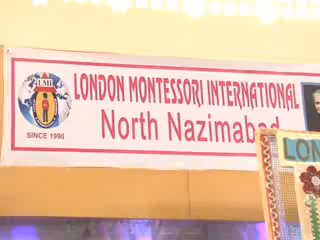 LMI
SINCE 1990
LONDON MONTESSORI INTERNATIONAL
North Nazimabad
LON